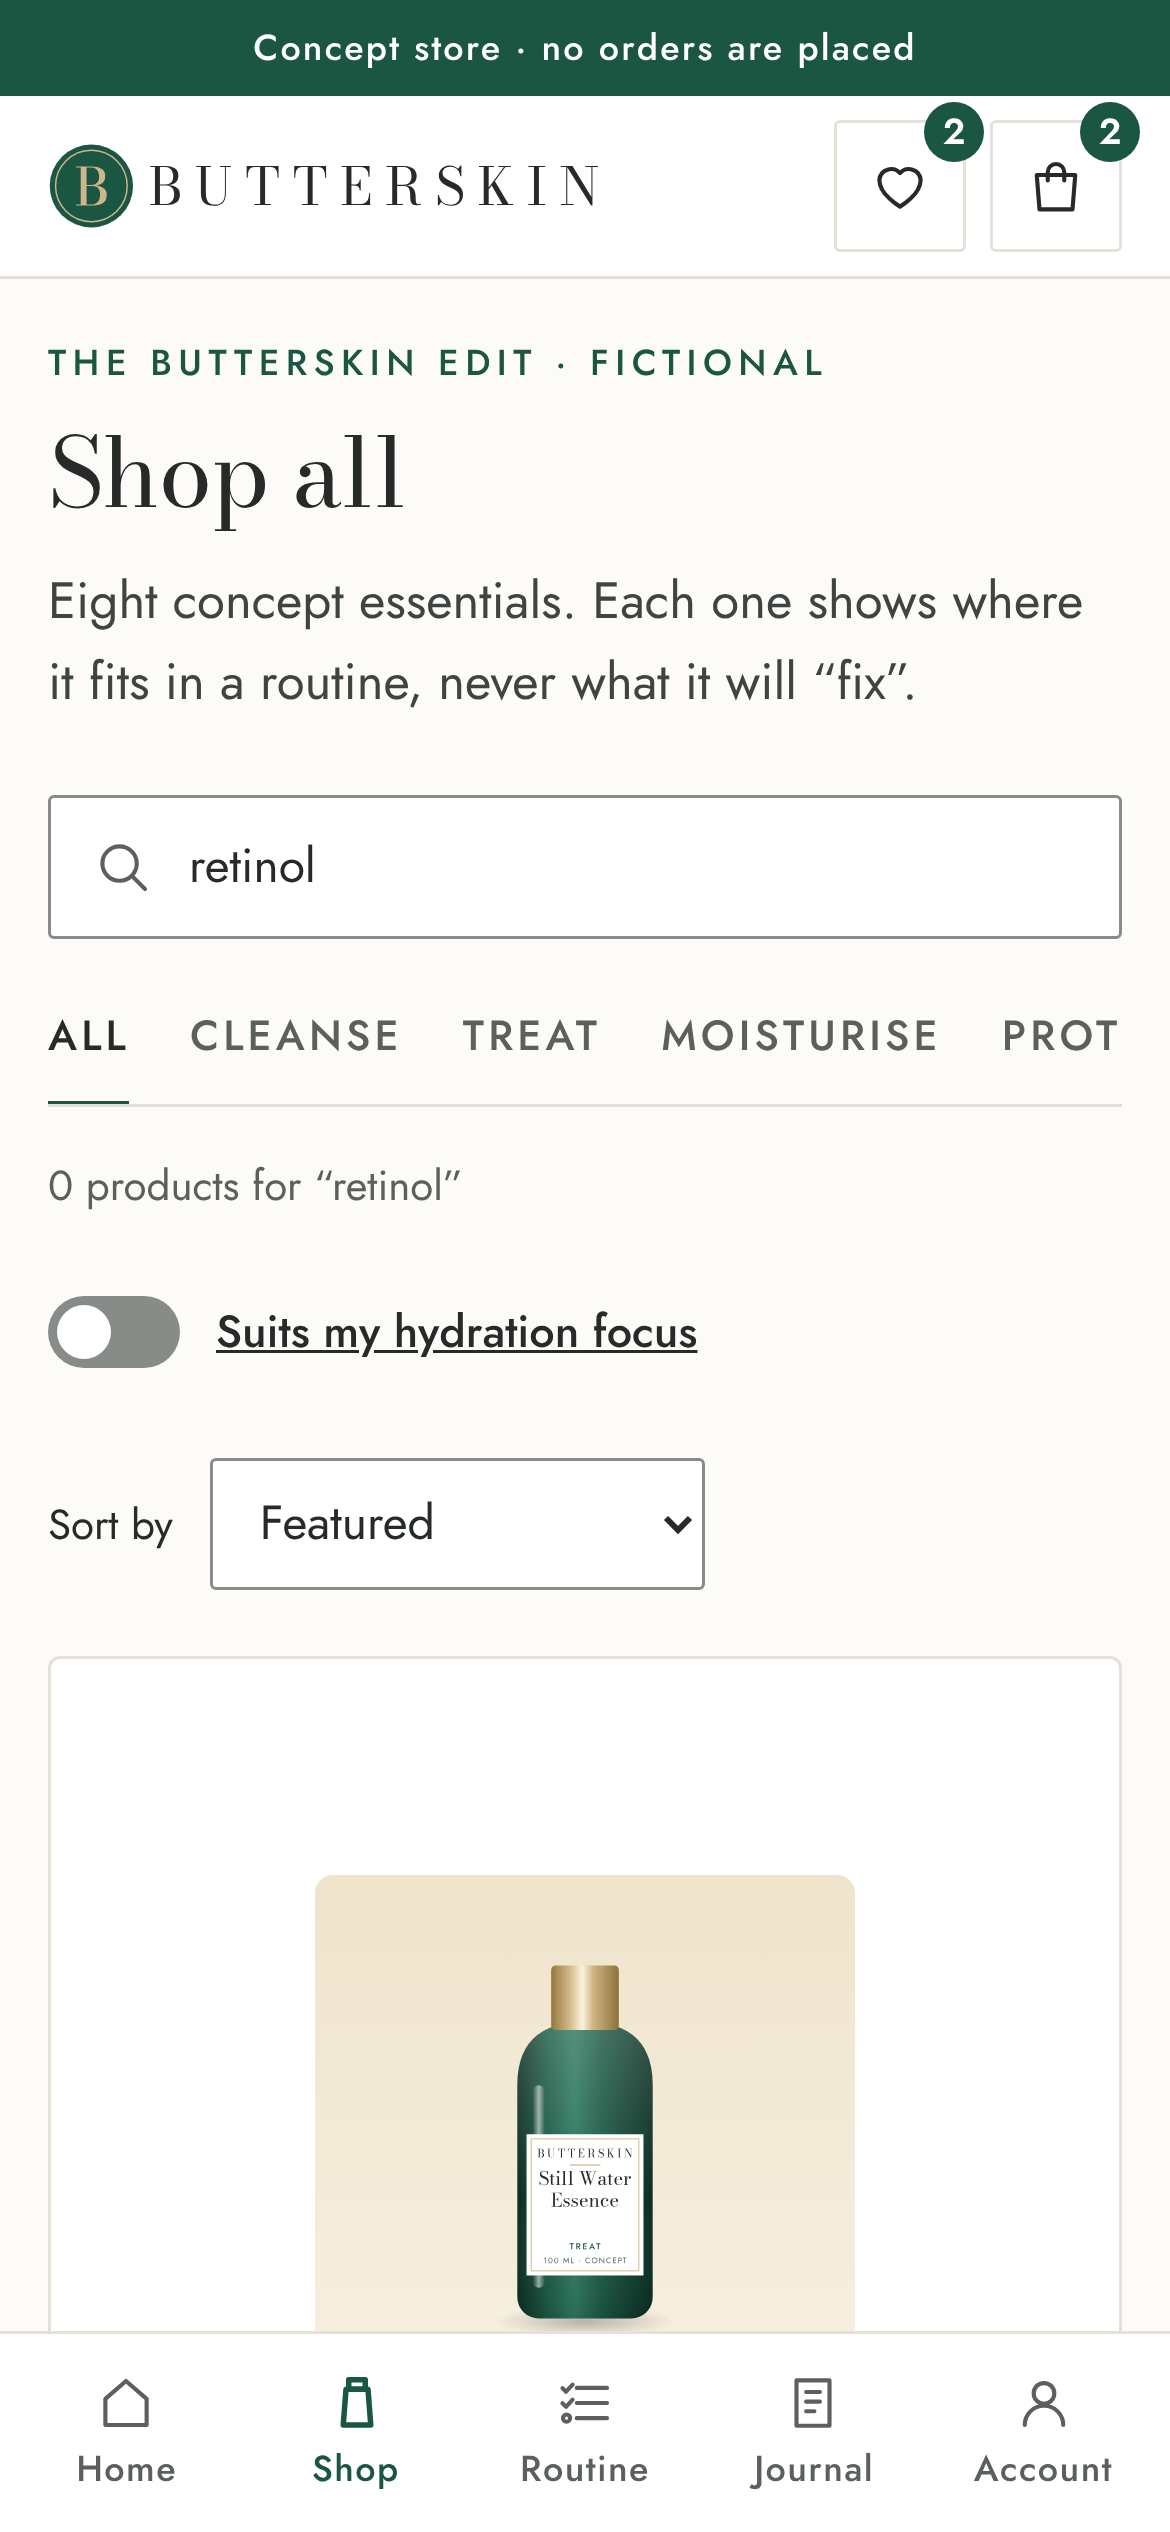 Concept store · no orders are placed
B BUTTERSKIN
2
2
THE BUTTERSKIN EDIT · FICTIONAL
Shop all
Eight concept essentials. Each one shows where
it fits in a routine, never what it will “fix”.
retinol
ALL CLEANSE TREAT MOISTURISE PROT
0 products for “retinol”
Suits my hydration focus
Sort by Featured
BUTTERSKIN
Still Water
Essence
TREAT
100 ML · CONCEPT
Home Shop Routine Journal Account